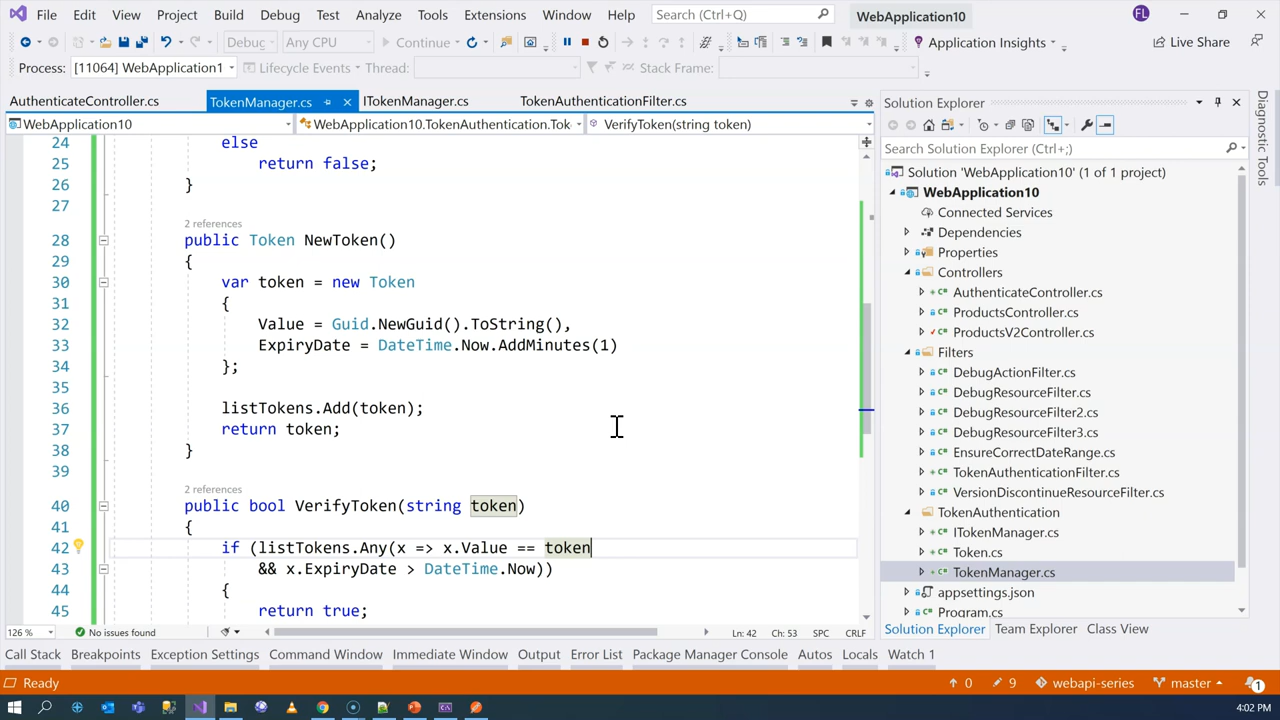 File Edit View Project Build Debug Test Analyze Tools Extensions Window Help Search (Ctrl+Q) WebApplication10 FL
Debug Any CPU Continue Application Insights Live Share
Process: [11064] WebApplication1 Lifecycle Events Thread: Stack Frame:
AuthenticateController.cs TokenManager.cs ITokenManager.cs TokenAuthenticationFilter.cs
WebApplication10 WebApplication10.TokenAuthentication.Tok VerifyToken(string token)
24 else
25 return false;
26 }
27
2 references
28 public Token NewToken()
29 {
30 var token = new Token
31 {
32 Value = Guid.NewGuid().ToString(),
33 ExpiryDate = DateTime.Now.AddMinutes(1)
34 };
35
36 listTokens.Add(token);
37 return token;
38 }
39
2 references
40 public bool VerifyToken(string token)
41 {
42 if (listTokens.Any(x => x.Value == token
43 && x.ExpiryDate > DateTime.Now))
44 {
45 return true;
126 % No issues found Ln: 42 Ch: 53 SPC CRLF
Solution Explorer
Search Solution Explorer (Ctrl+;)
Solution 'WebApplication10' (1 of 1 project)
WebApplication10
Connected Services
Dependencies
Properties
Controllers
C# AuthenticateController.cs
C# ProductsController.cs
C# ProductsV2Controller.cs
Filters
C# DebugActionFilter.cs
C# DebugResourceFilter.cs
C# DebugResourceFilter2.cs
C# DebugResourceFilter3.cs
C# EnsureCorrectDateRange.cs
C# TokenAuthenticationFilter.cs
C# VersionDiscontinueResourceFilter.cs
TokenAuthentication
C# ITokenManager.cs
C# Token.cs
C# TokenManager.cs
appsettings.json
C# Program.cs
Solution Explorer Team Explorer Class View
Diagnostic Tools
Call Stack Breakpoints Exception Settings Command Window Immediate Window Output Error List Package Manager Console Autos Locals Watch 1
Ready 0 9 webapi-series master 1
4:02 PM